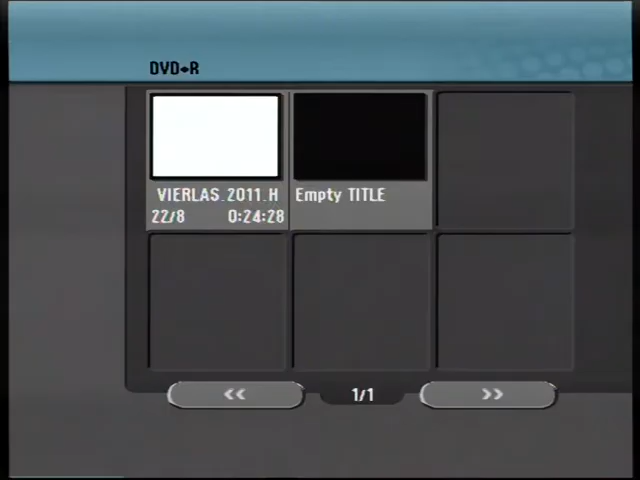 DVD+R
VIERLAS.2011.H
22/8 0:24:28
Empty TITLE
<< 1/1 >>